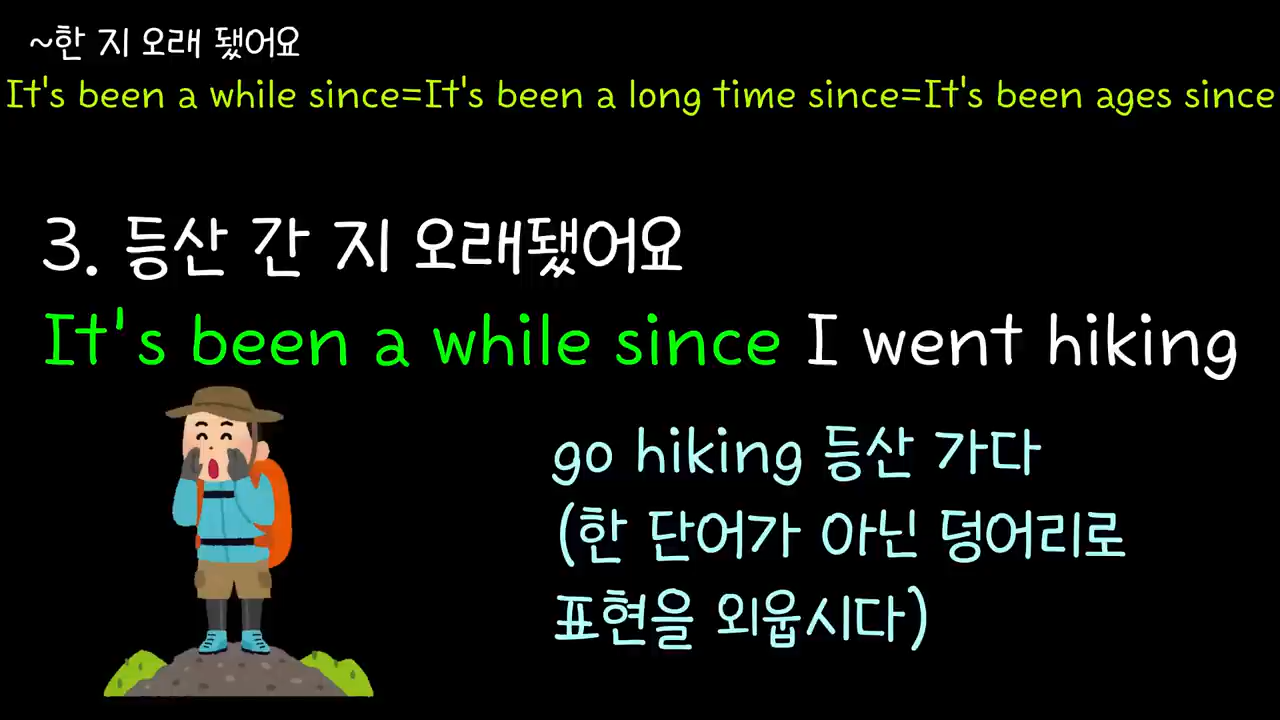 ~한 지 오래 됐어요
It's been a while since=It's been a long time since=It's been ages since
3. 등산 간 지 오래됐어요
It's been a while since I went hiking
go hiking 등산 가다
(한 단어가 아닌 덩어리로
표현을 외웁시다)